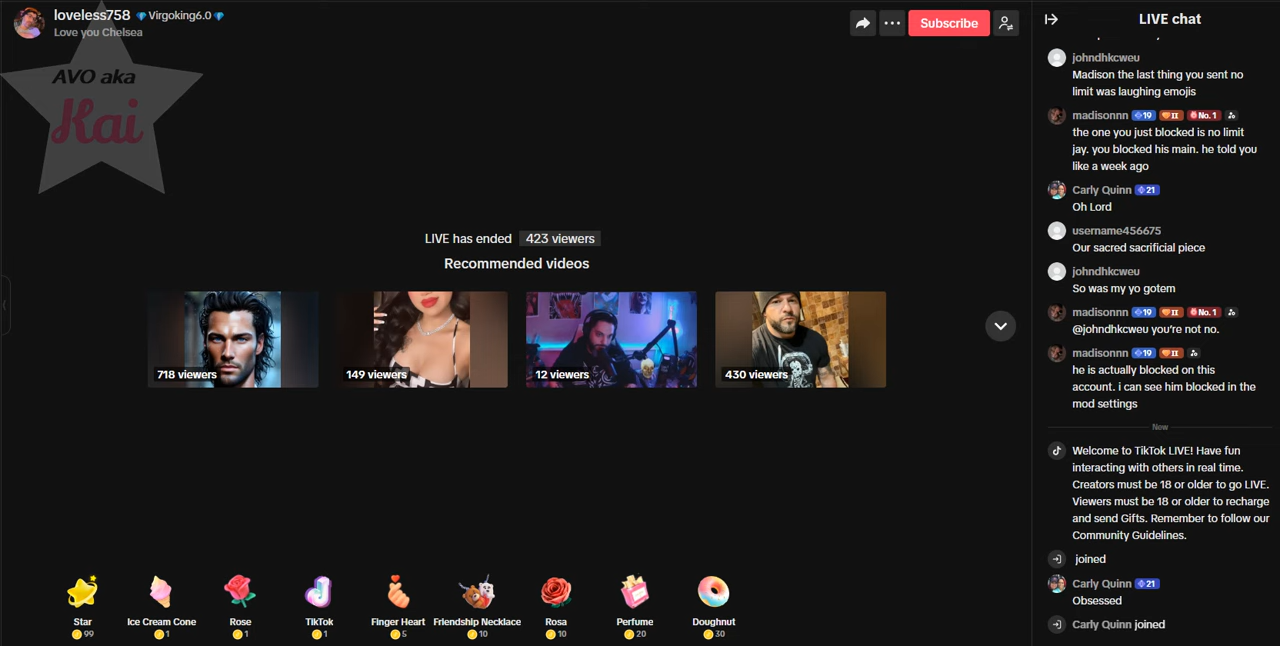 loveless758 💎Virgoking6.0💎
Love you Chelsea
Subscribe
AVO aka
Kai
LIVE has ended 423 viewers
Recommended videos
718 viewers
149 viewers
12 viewers
430 viewers
Star
99
Ice Cream Cone
1
Rose
1
TikTok
1
Finger Heart
5
Friendship Necklace
10
Rosa
10
Perfume
20
Doughnut
30
LIVE chat
johndhkcweu
Madison the last thing you sent no
limit was laughing emojis
madisonnn 19 II No. 1
the one you just blocked is no limit
jay. you blocked his main. he told you
like a week ago
Carly Quinn 21
Oh Lord
username456675
Our sacred sacrificial piece
johndhkcweu
So was my yo gotem
madisonnn 19 II No. 1
@johndhkcweu you're not no.
madisonnn 19 II
he is actually blocked on this
account. i can see him blocked in the
mod settings
New
Welcome to TikTok LIVE! Have fun
interacting with others in real time.
Creators must be 18 or older to go LIVE.
Viewers must be 18 or older to recharge
and send Gifts. Remember to follow our
Community Guidelines.
joined
Carly Quinn 21
Obsessed
Carly Quinn joined